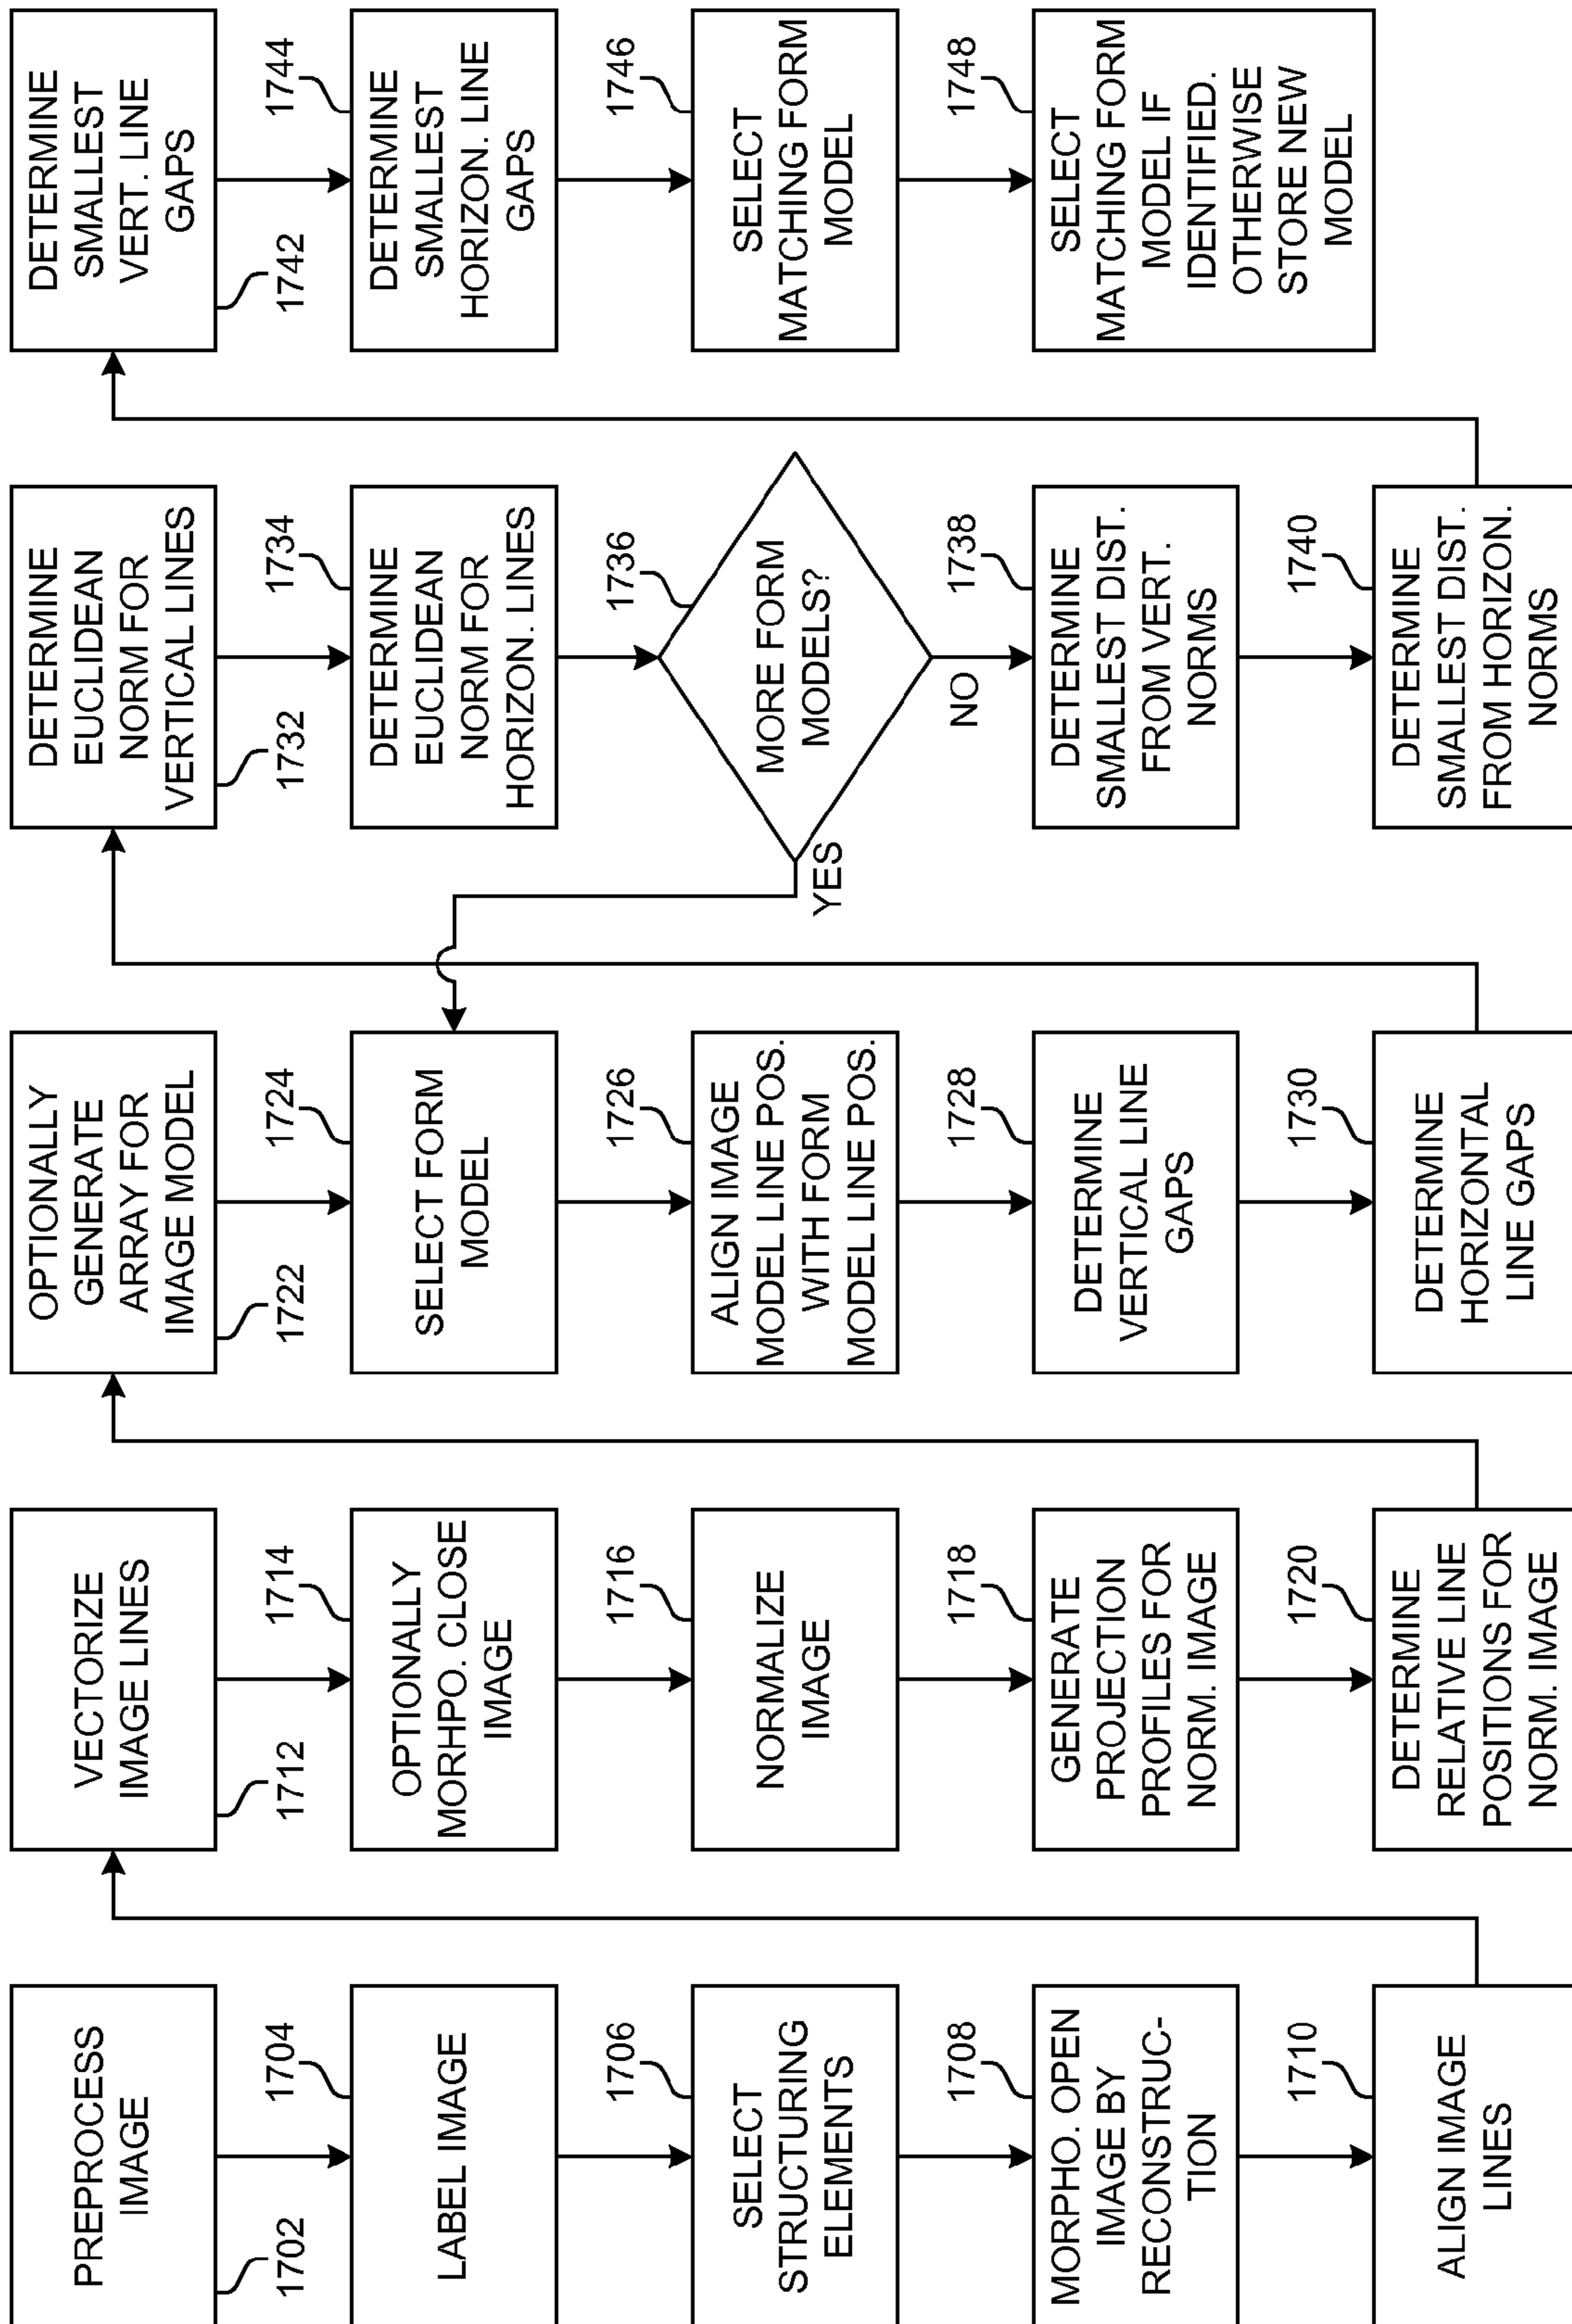 PREPROCESS
IMAGE
1702
LABEL IMAGE
1704
SELECT
STRUCTURING
ELEMENTS
1706
MORPHO. OPEN
IMAGE BY
RECONSTRUC-
TION
1708
ALIGN IMAGE
LINES
1710
VECTORIZE
IMAGE LINES
1712
OPTIONALLY
MORHPO. CLOSE
IMAGE
1714
NORMALIZE
IMAGE
1716
GENERATE
PROJECTION
PROFILES FOR
NORM. IMAGE
1718
DETERMINE
RELATIVE LINE
POSITIONS FOR
NORM. IMAGE
1720
OPTIONALLY
GENERATE
ARRAY FOR
IMAGE MODEL
1722
SELECT FORM
MODEL
1724
ALIGN IMAGE
MODEL LINE POS.
WITH FORM
MODEL LINE POS.
1726
DETERMINE
VERTICAL LINE
GAPS
1728
DETERMINE
HORIZONTAL
LINE GAPS
1730
DETERMINE
EUCLIDEAN
NORM FOR
VERTICAL LINES
1732
DETERMINE
EUCLIDEAN
NORM FOR
HORIZON. LINES
1734
MORE FORM
MODELS?
1736
YES
NO
DETERMINE
SMALLEST DIST.
FROM VERT.
NORMS
1738
DETERMINE
SMALLEST DIST.
FROM HORIZON.
NORMS
1740
DETERMINE
SMALLEST
VERT. LINE
GAPS
1742
DETERMINE
SMALLEST
HORIZON. LINE
GAPS
1744
SELECT
MATCHING FORM
MODEL
1746
SELECT
MATCHING FORM
MODEL IF
IDENTIFIED.
OTHERWISE
STORE NEW
MODEL
1748